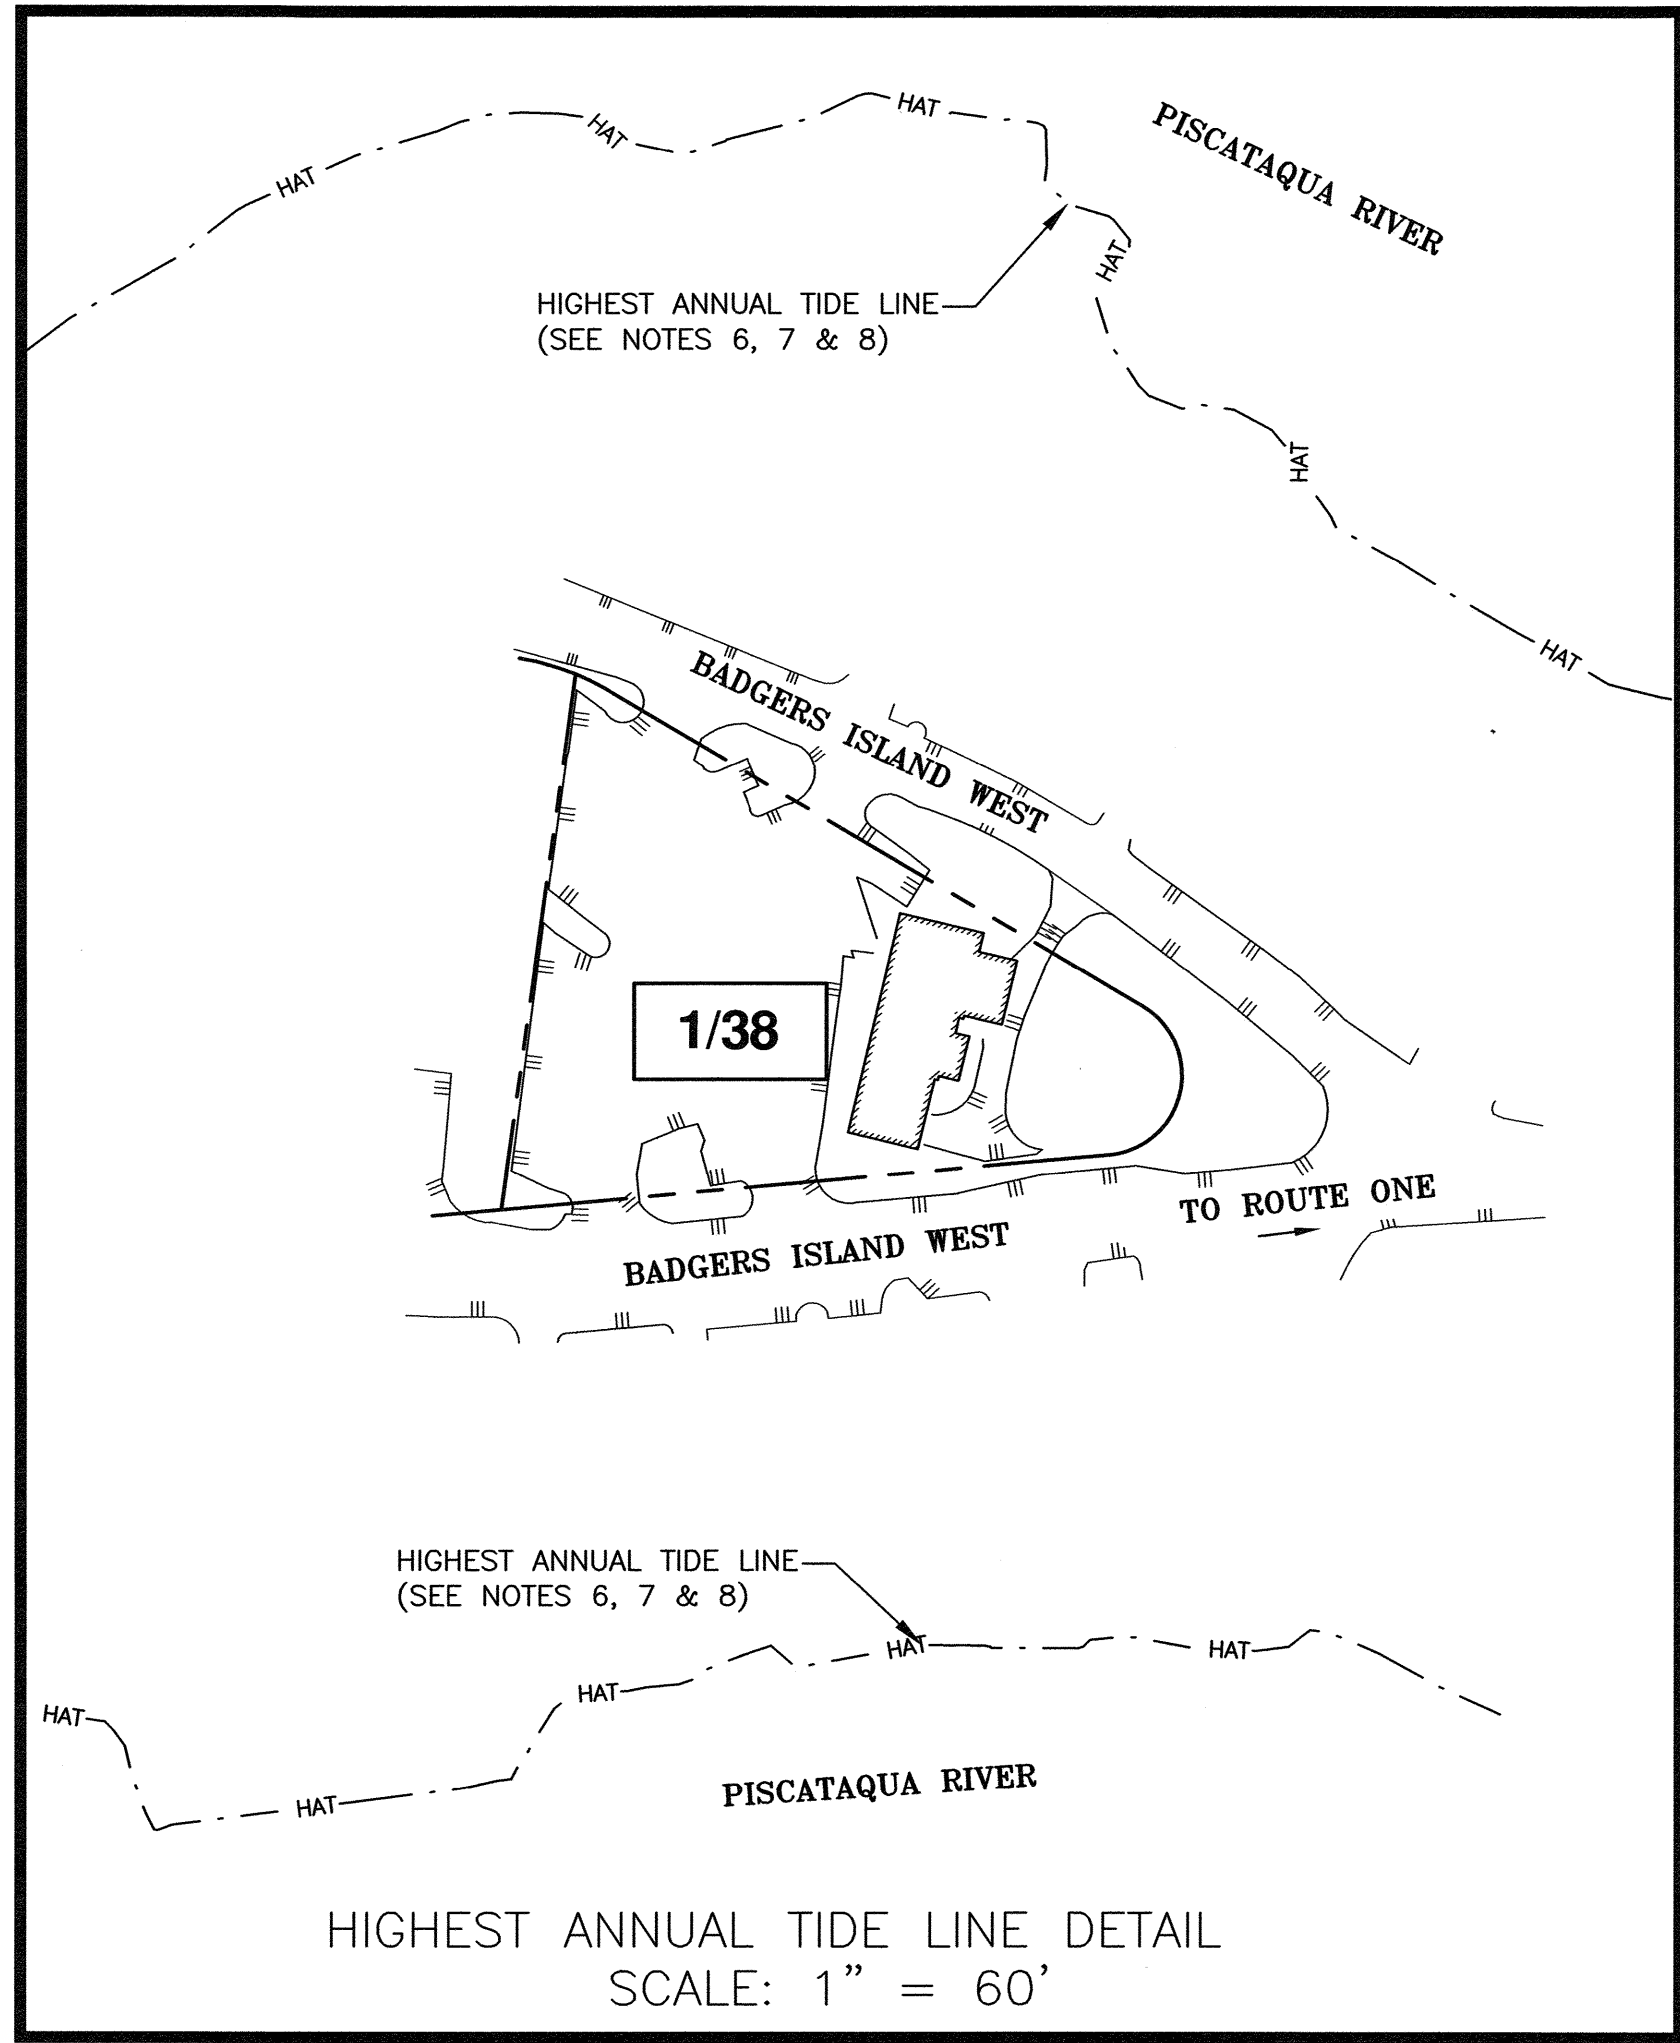 HAT
HAT
HAT
PISCATAQUA RIVER
HAT
HIGHEST ANNUAL TIDE LINE
(SEE NOTES 6, 7 & 8)
HAT
HAT
BADGERS ISLAND WEST
1/38
TO ROUTE ONE
BADGERS ISLAND WEST
HIGHEST ANNUAL TIDE LINE
(SEE NOTES 6, 7 & 8)
HAT
HAT
HAT
HAT
HAT
PISCATAQUA RIVER
HIGHEST ANNUAL TIDE LINE DETAIL
SCALE: 1" = 60'